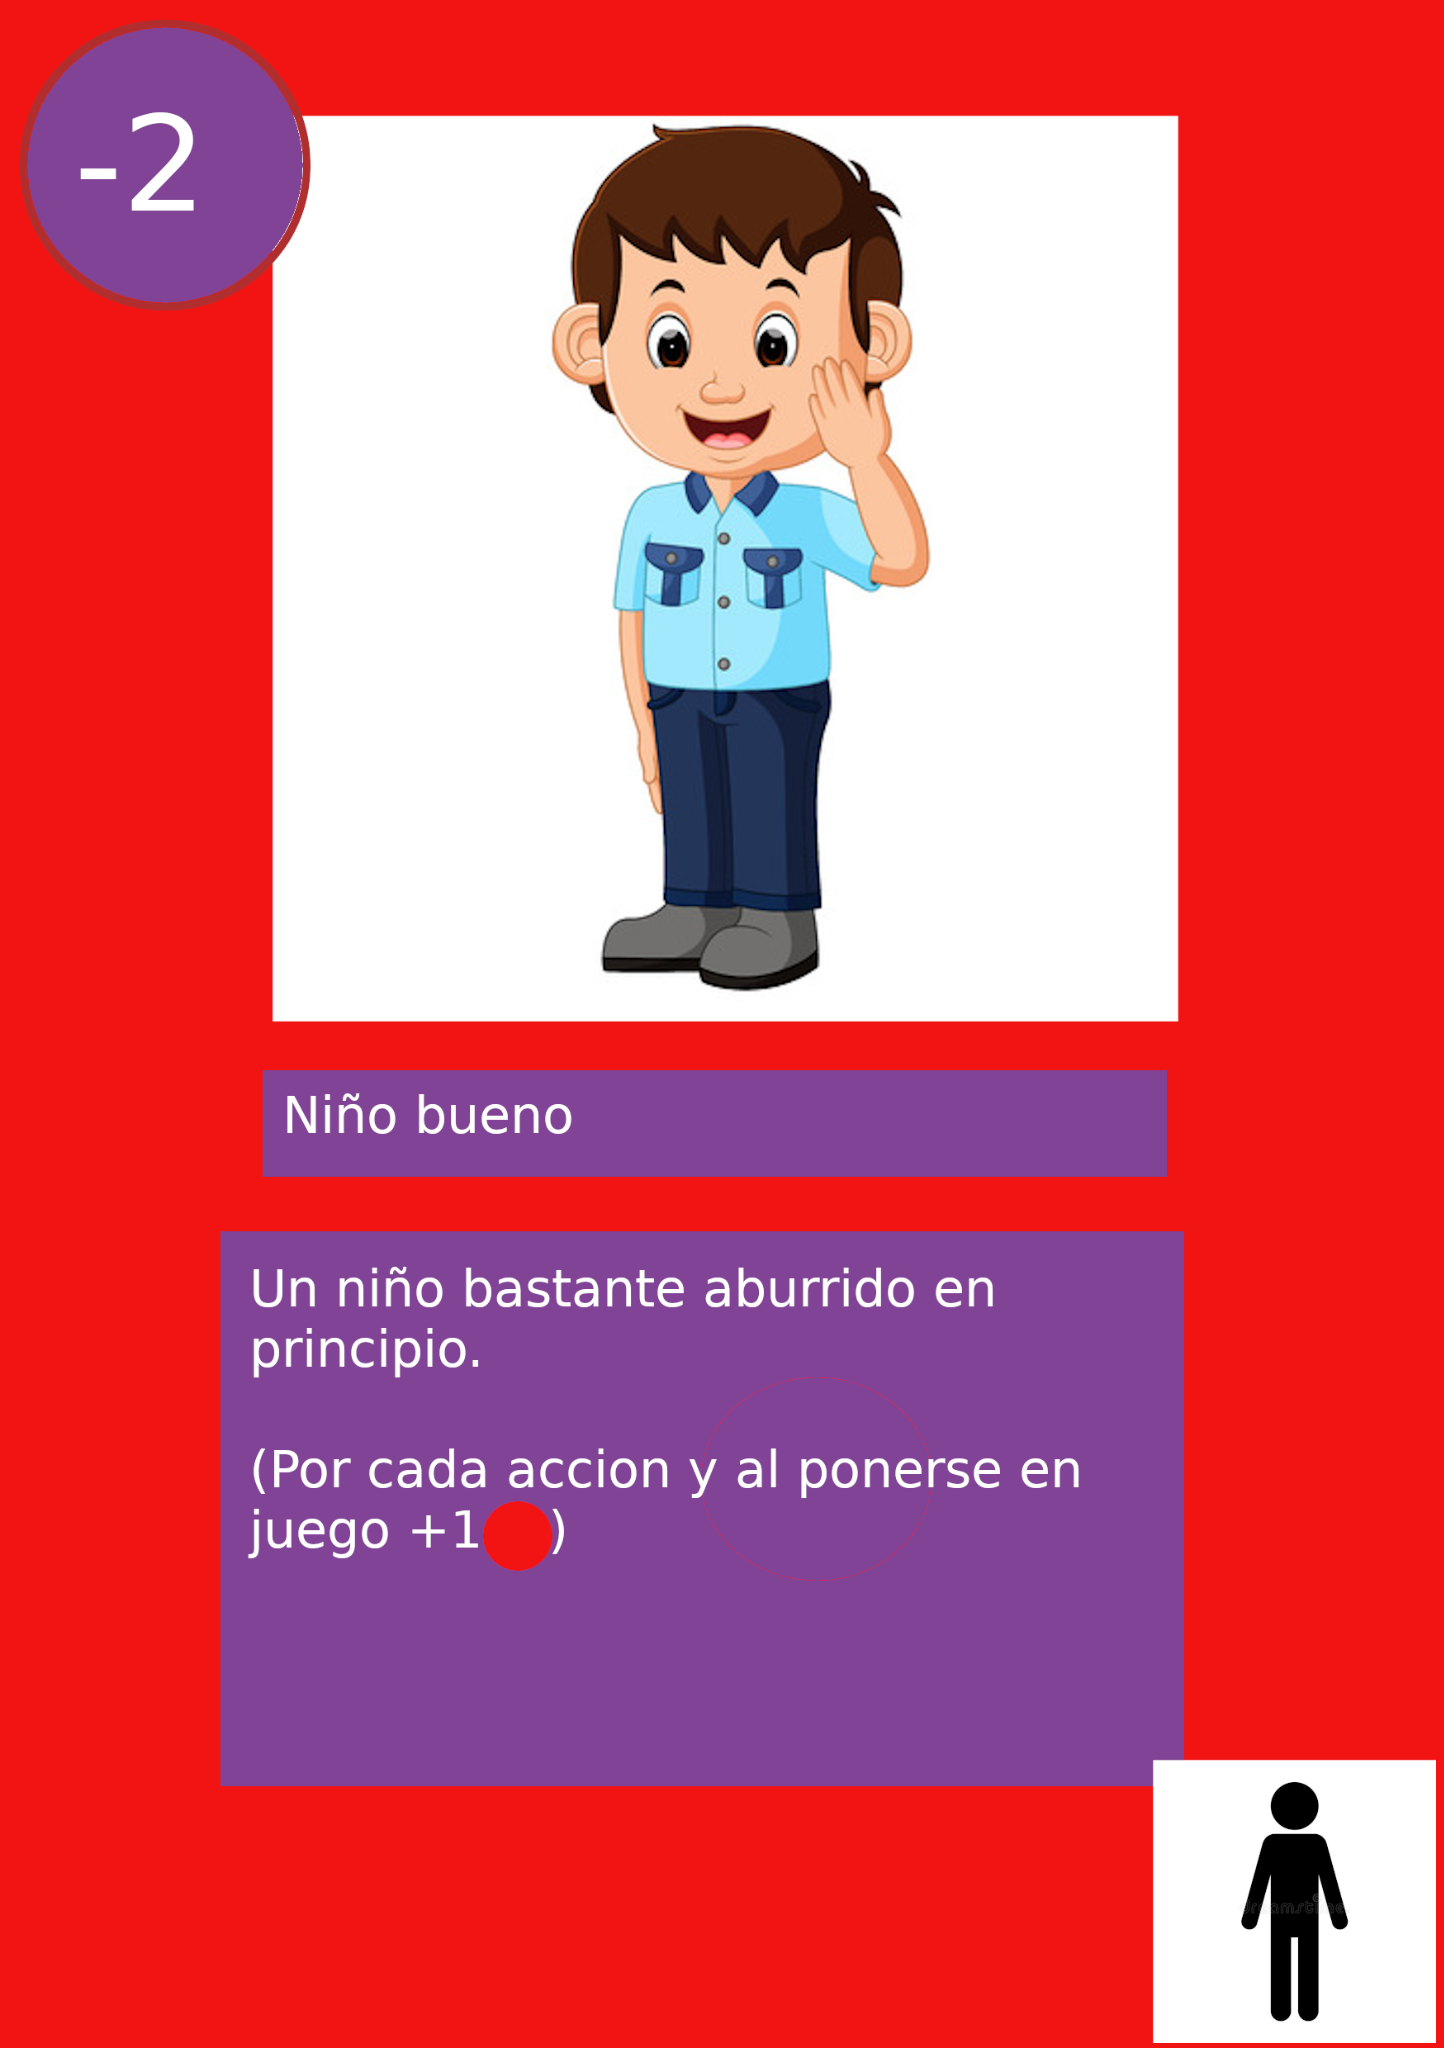 -2
Niño bueno
Un niño bastante aburrido en
principio.
(Por cada accion y al ponerse en
juego +1 )